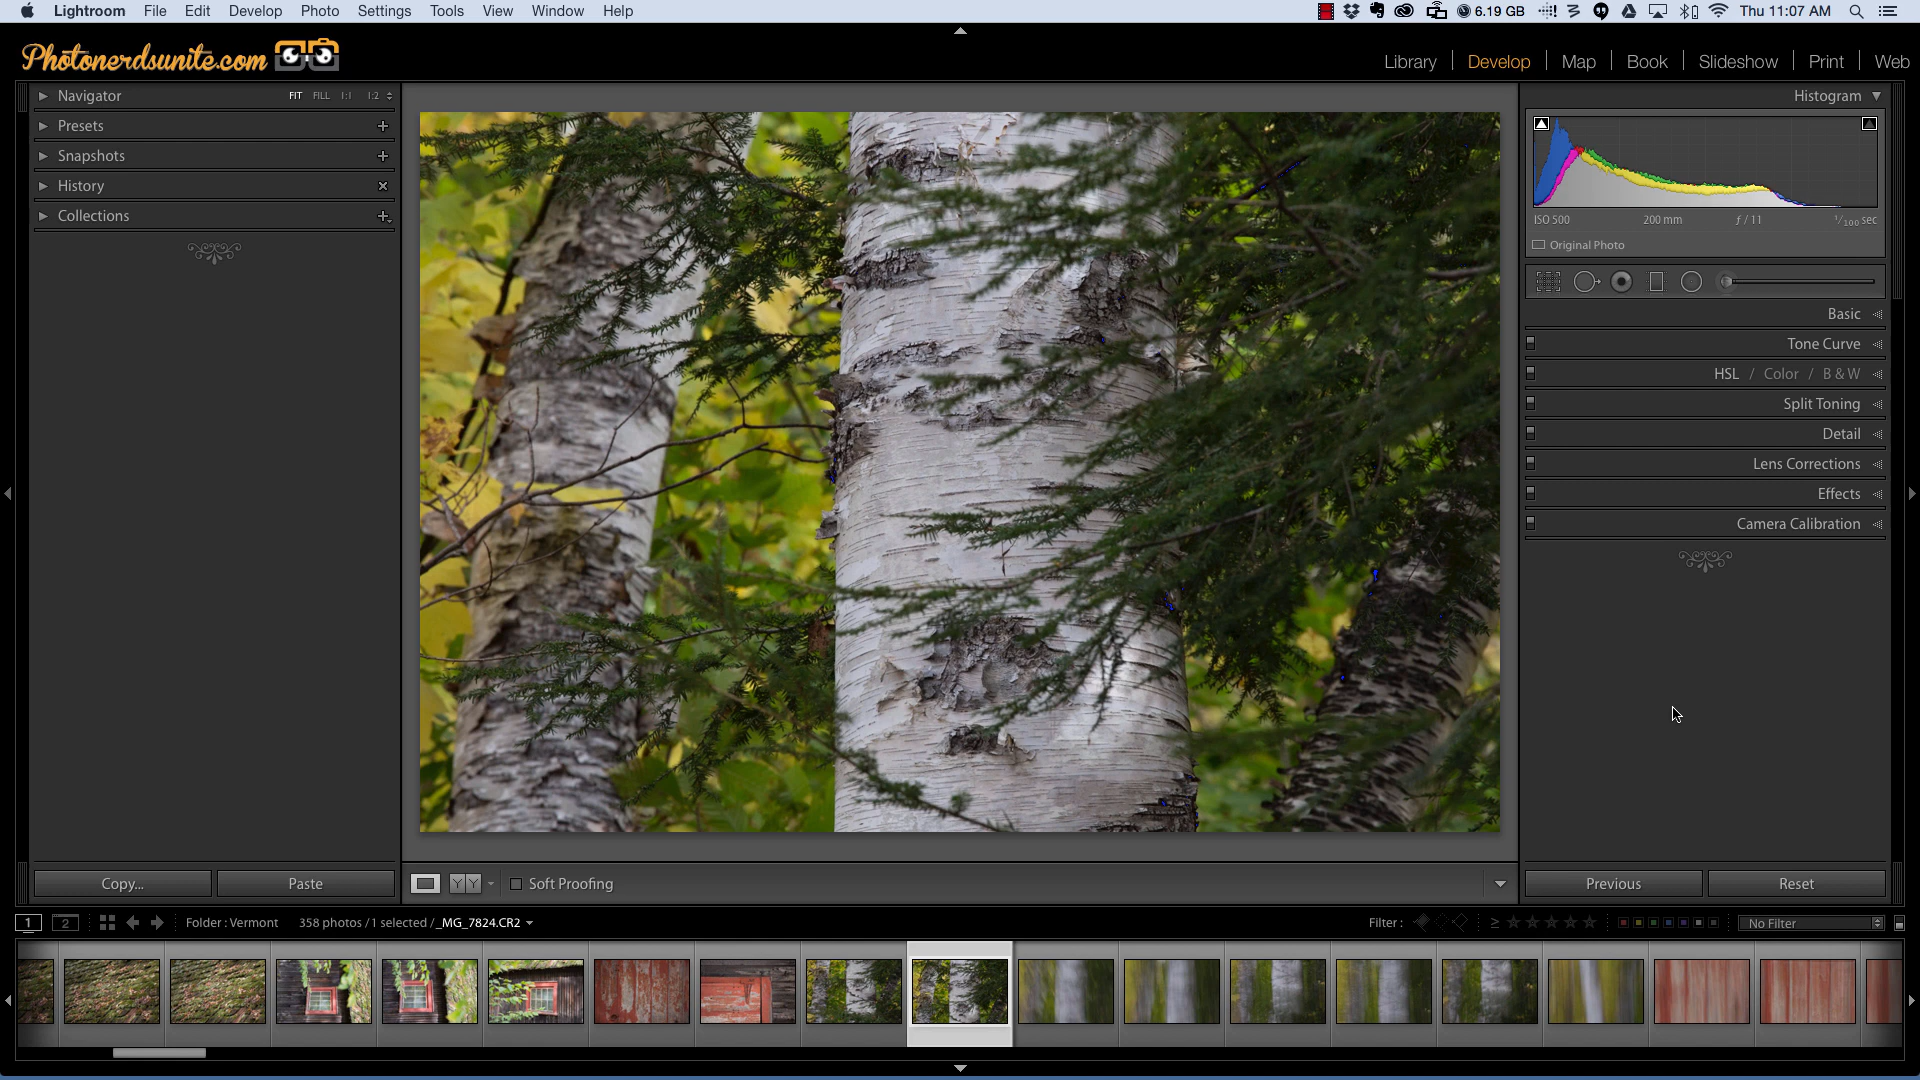 Lightroom File Edit Develop Photo Settings Tools View Window Help 6.19 GB Thu 11:07 AM
Photonerdsunite.com
Library Develop Map Book Slideshow Print Web
Navigator FIT FILL 1:1 1:2
Presets
Snapshots
History
Collections
Histogram
ISO 500 200 mm ƒ / 11 1/100 sec
Original Photo
Basic
Tone Curve
HSL / Color / B & W
Split Toning
Detail
Lens Corrections
Effects
Camera Calibration
Copy... Paste
YY Soft Proofing
Previous Reset
1 2 Folder : Vermont 358 photos / 1 selected / _MG_7824.CR2 Filter : ≥ No Filter